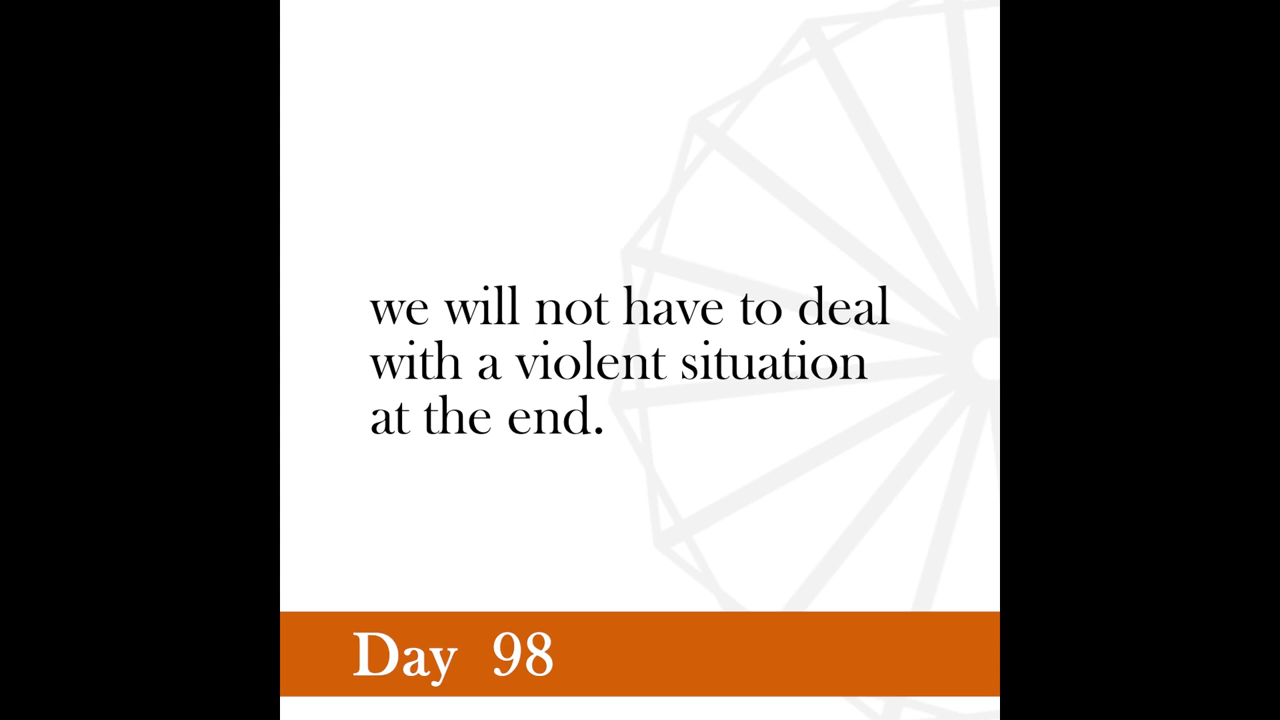 we will not have to deal
with a violent situation
at the end.
Day 98